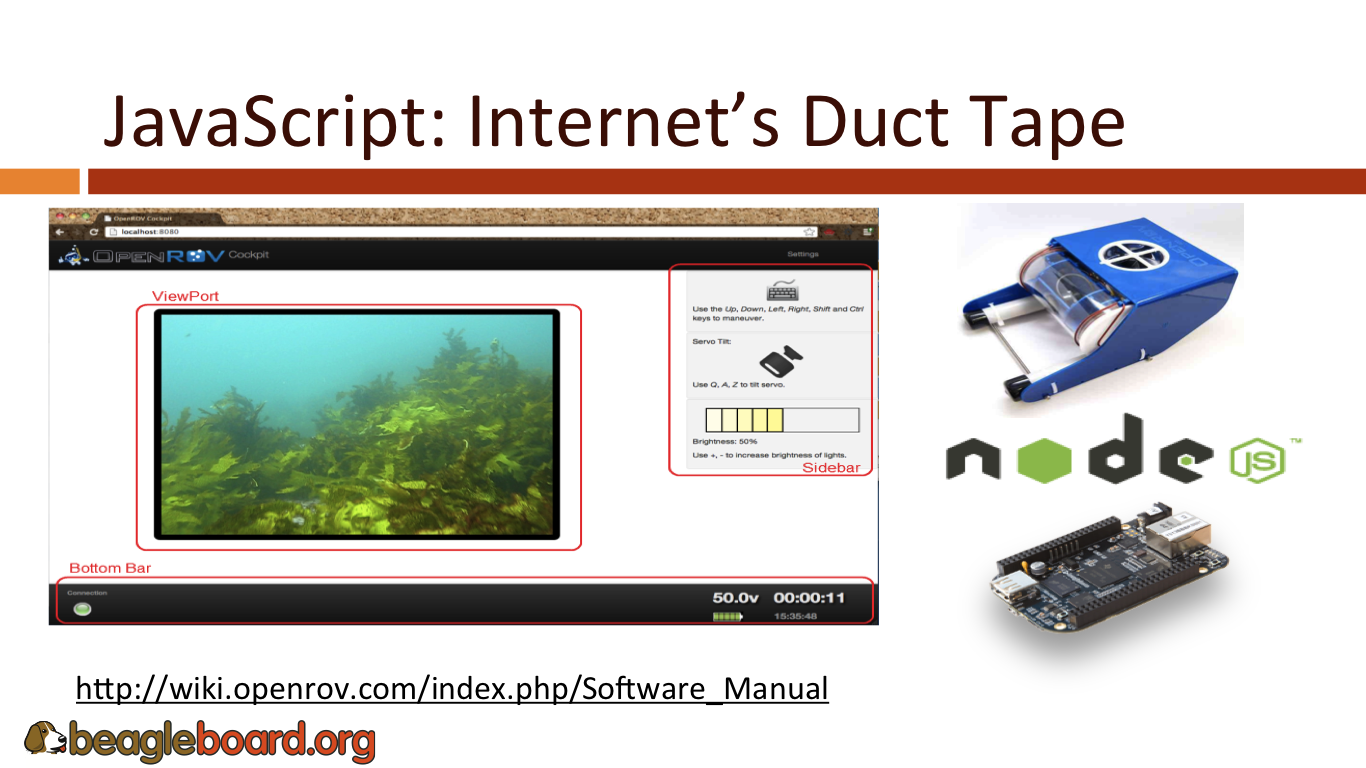 JavaScript: Internet’s Duct Tape
OpenROV Cockpit
localhost:8080
OPENROV Cockpit
Settings
ViewPort
Use the Up, Down, Left, Right, Shift and Ctrl
keys to maneuver.
Servo Tilt:
Use Q, A, Z to tilt servo.
Brightness: 50%
Use +, - to increase brightness of lights.
Sidebar
Bottom Bar
Connection
50.0v 00:00:11
15:35:48
node
JS
™
http://wiki.openrov.com/index.php/Software_Manual
beagleboard.org